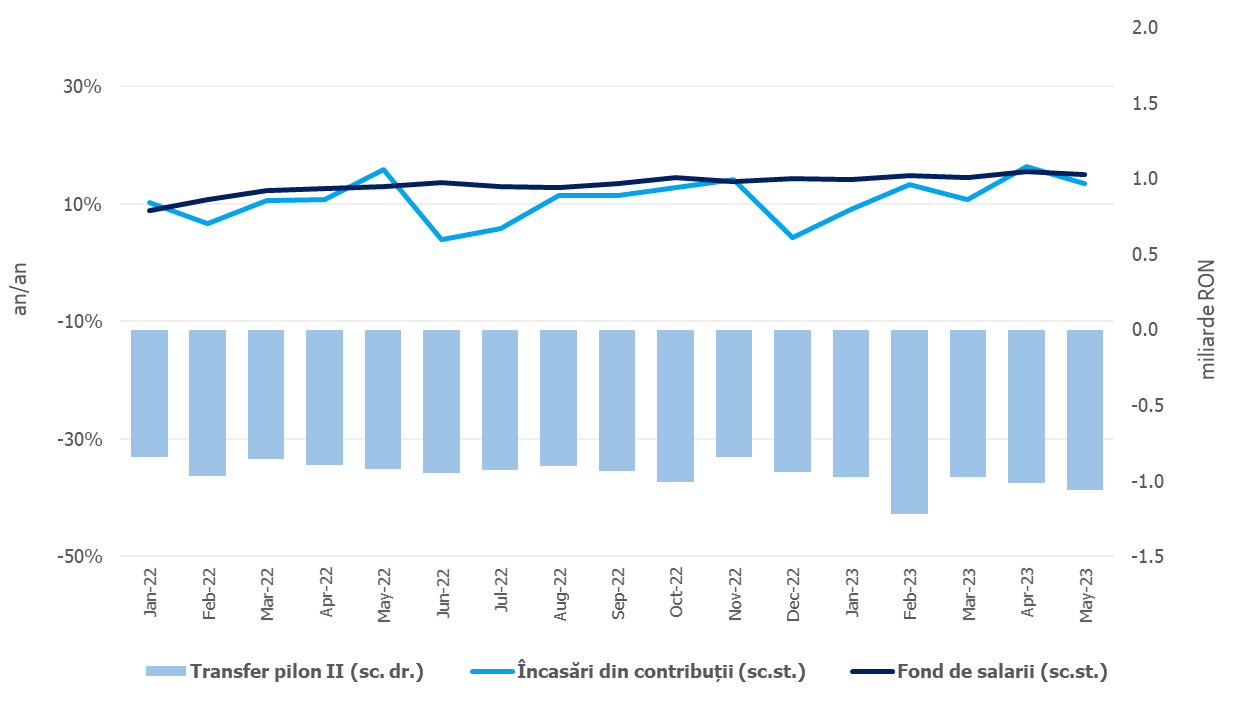 2.0
30%
1.5
1.0
10%
0.5
an/an
miliarde RON
-10%
0.0
-0.5
-30%
-1.0
-50%
-1.5
Jan-22
Feb-22
Mar-22
Apr-22
May-22
Jun-22
Jul-22
Aug-22
Sep-22
Oct-22
Nov-22
Dec-22
Jan-23
Feb-23
Mar-23
Apr-23
May-23
Transfer pilon II (sc. dr.)
Încasări din contribuții (sc.st.)
Fond de salarii (sc.st.)